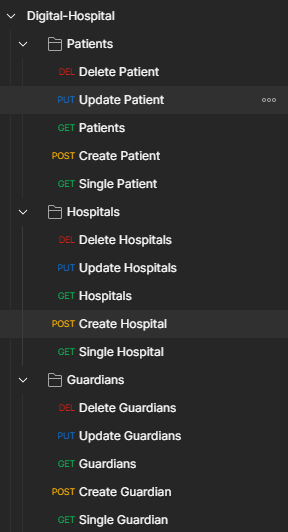 Digital-Hospital
Patients
DEL Delete Patient
PUT Update Patient
GET Patients
POST Create Patient
GET Single Patient
Hospitals
DEL Delete Hospitals
PUT Update Hospitals
GET Hospitals
POST Create Hospital
GET Single Hospital
Guardians
DEL Delete Guardians
PUT Update Guardians
GET Guardians
POST Create Guardian
GET Single Guardian